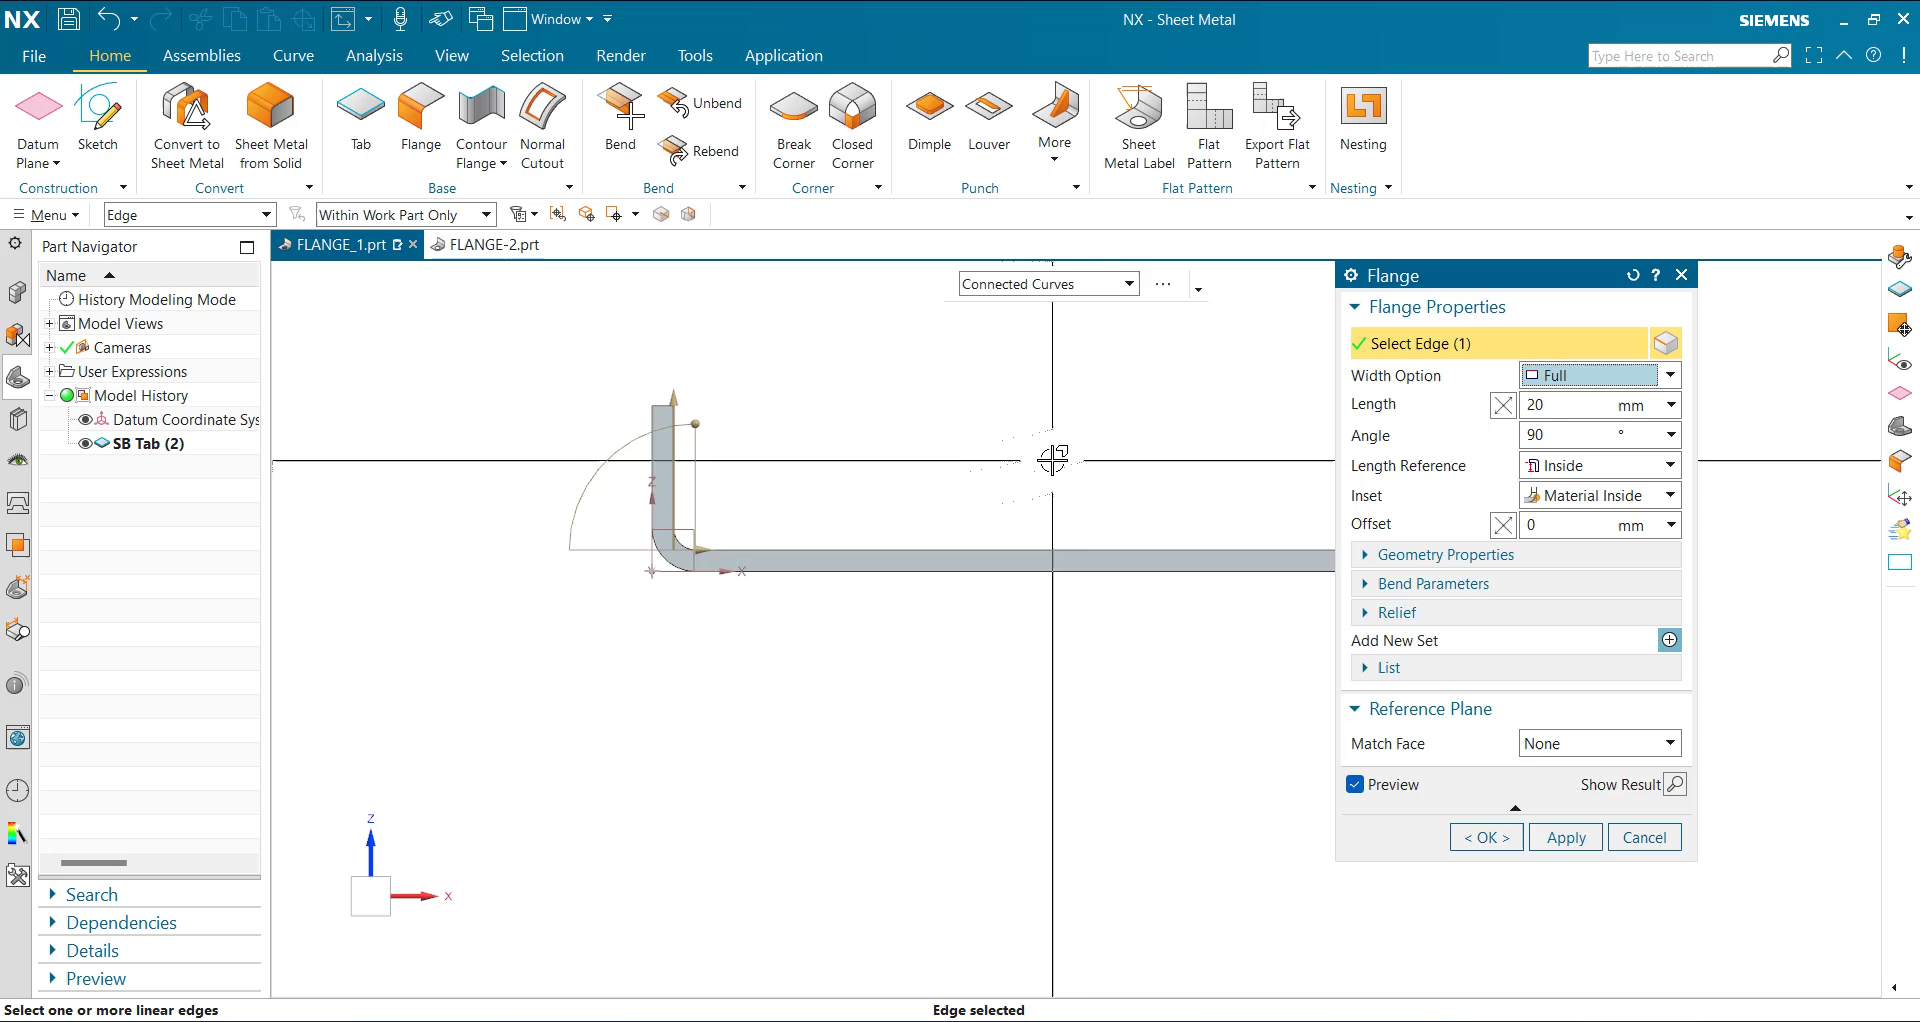 NX
Window
NX - Sheet Metal
SIEMENS
File
Home
Assemblies
Curve
Analysis
View
Selection
Render
Tools
Application
Type Here to Search
Datum Plane
Sketch
Construction
Convert to Sheet Metal
Sheet Metal from Solid
Convert
Tab
Flange
Contour Flange
Normal Cutout
Base
Bend
Unbend
Rebend
Bend
Break Corner
Closed Corner
Corner
Dimple
Louver
More
Punch
Sheet Metal Label
Flat Pattern
Export Flat Pattern
Flat Pattern
Nesting
Nesting
Menu
Edge
Within Work Part Only
Part Navigator
FLANGE_1.prt
FLANGE-2.prt
Name
History Modeling Mode
Model Views
Cameras
User Expressions
Model History
Datum Coordinate Sys
SB Tab (2)
Search
Dependencies
Details
Preview
Connected Curves
Z
X
Z
X
Flange
Flange Properties
Select Edge (1)
Width Option
Full
Length
20 mm
Angle
90 °
Length Reference
Inside
Inset
Material Inside
Offset
0 mm
Geometry Properties
Bend Parameters
Relief
Add New Set
List
Reference Plane
Match Face
None
Preview
Show Result
< OK >
Apply
Cancel
Select one or more linear edges
Edge selected